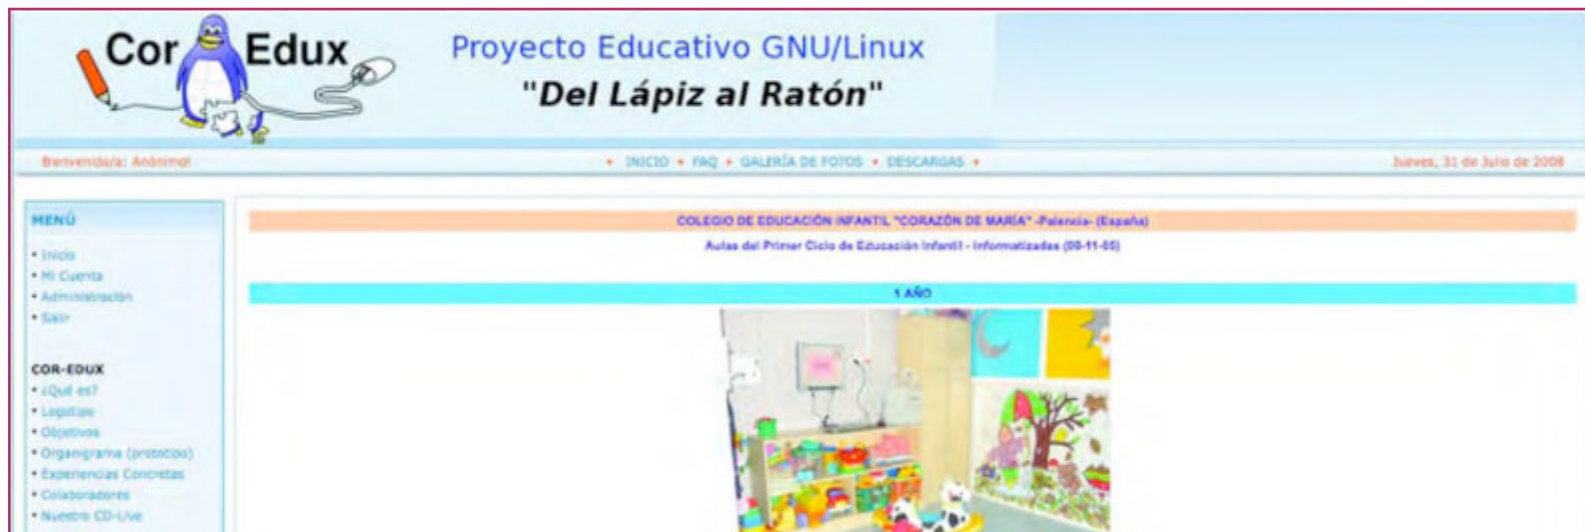 Cor Edux
Proyecto Educativo GNU/Linux
"Del Lápiz al Ratón"
Bienvenido/a: Anónimo!
• INICIO • FAQ • GALERÍA DE FOTOS • DESCARGAS •
Jueves, 31 de Julio de 2008
MENÚ
• Inicio
• Mi Cuenta
• Administración
• Salir
COR-EDUX
• ¿Qué es?
• Logotipo
• Objetivos
• Organigrama (prototipo)
• Experiencias Concretas
• Colaboradores
• Nuestro CD-Live
COLEGIO DE EDUCACIÓN INFANTIL "CORAZÓN DE MARÍA" -Palencia- (España)
Aulas del Primer Ciclo de Educación Infantil - Informatizadas
1 AÑO